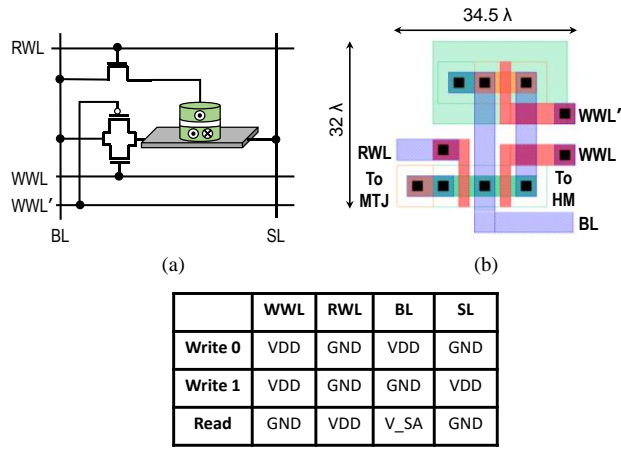 34.5 λ
RWL
32 λ
WWL′
RWL
WWL
WWL
To
MTJ
To
HM
WWL′
BL
SL
BL
(a)
(b)
WWL RWL BL SL
Write 0 VDD GND VDD GND
Write 1 VDD GND GND VDD
Read GND VDD V_SA GND